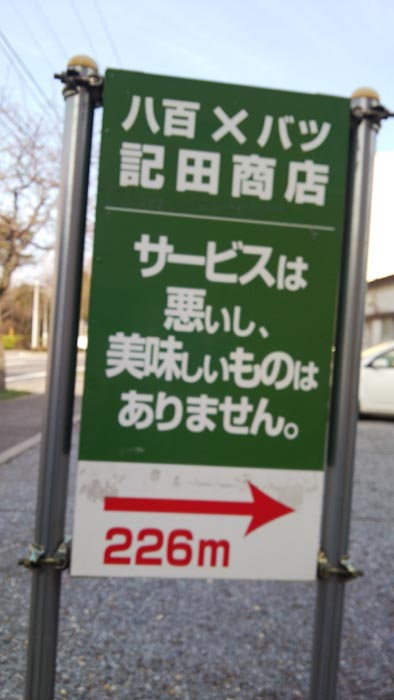 八百×バツ
記田商店
サービスは
悪いし、
美味しいものは
ありません。
226m